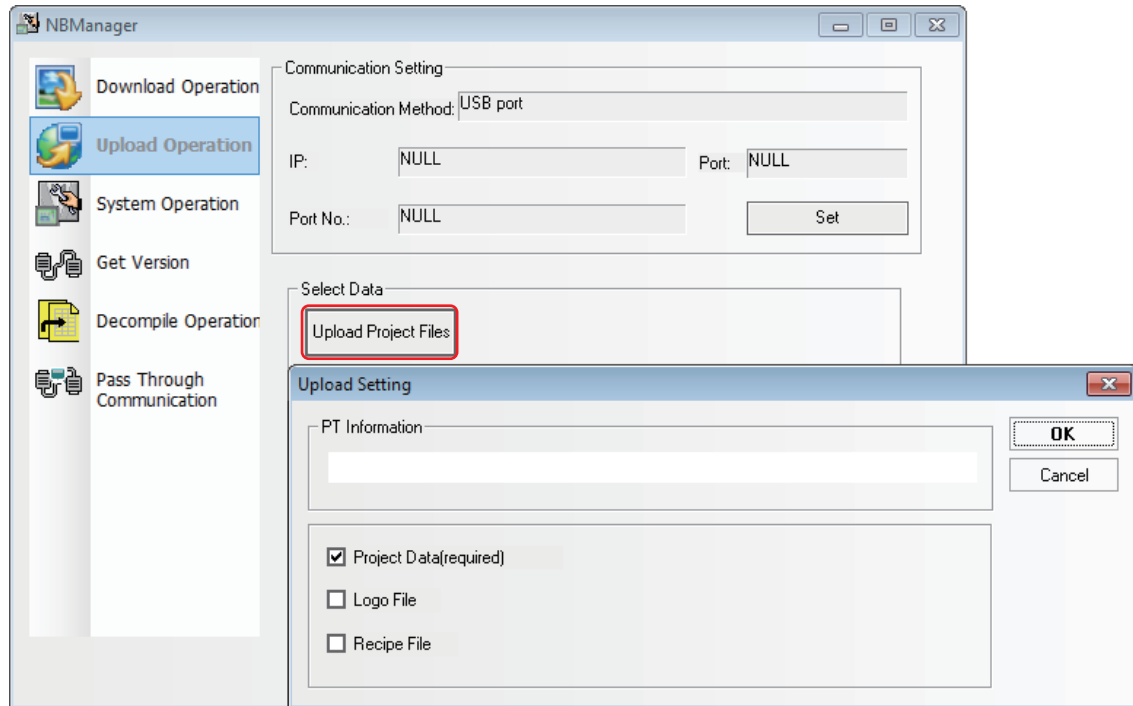 NBManager
Download Operation
Upload Operation
System Operation
Get Version
Decompile Operation
Pass Through
Communication
Communication Setting
Communication Method: USB port
IP: NULL Port: NULL
Port No.: NULL Set
Select Data
Upload Project Files
Upload Setting
PT Information
OK
Cancel
Project Data(required)
Logo File
Recipe File